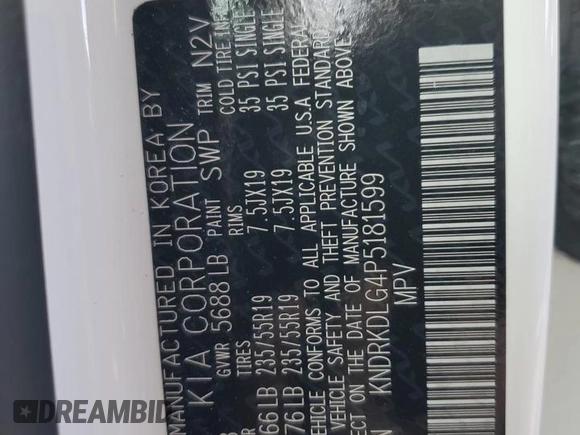 MANUFACTURED IN KOREA BY
KIA CORPORATION
GVWR 5688 LB PAINT SWP TRIM N2V
TIRES RIMS COLD TIRE
66 LB 235/55R19 7.5JX19 35 PSI SINGLE
76 LB 235/55R19 7.5JX19 35 PSI SINGLE
VEHICLE CONFORMS TO ALL APPLICABLE U.S.A FEDERAL
VEHICLE SAFETY AND THEFT PREVENTION STANDAR
ON THE DATE OF MANUFACTURE SHOWN ABOVE
KNDRKDLG4P5181599
MPV
DREAMBID